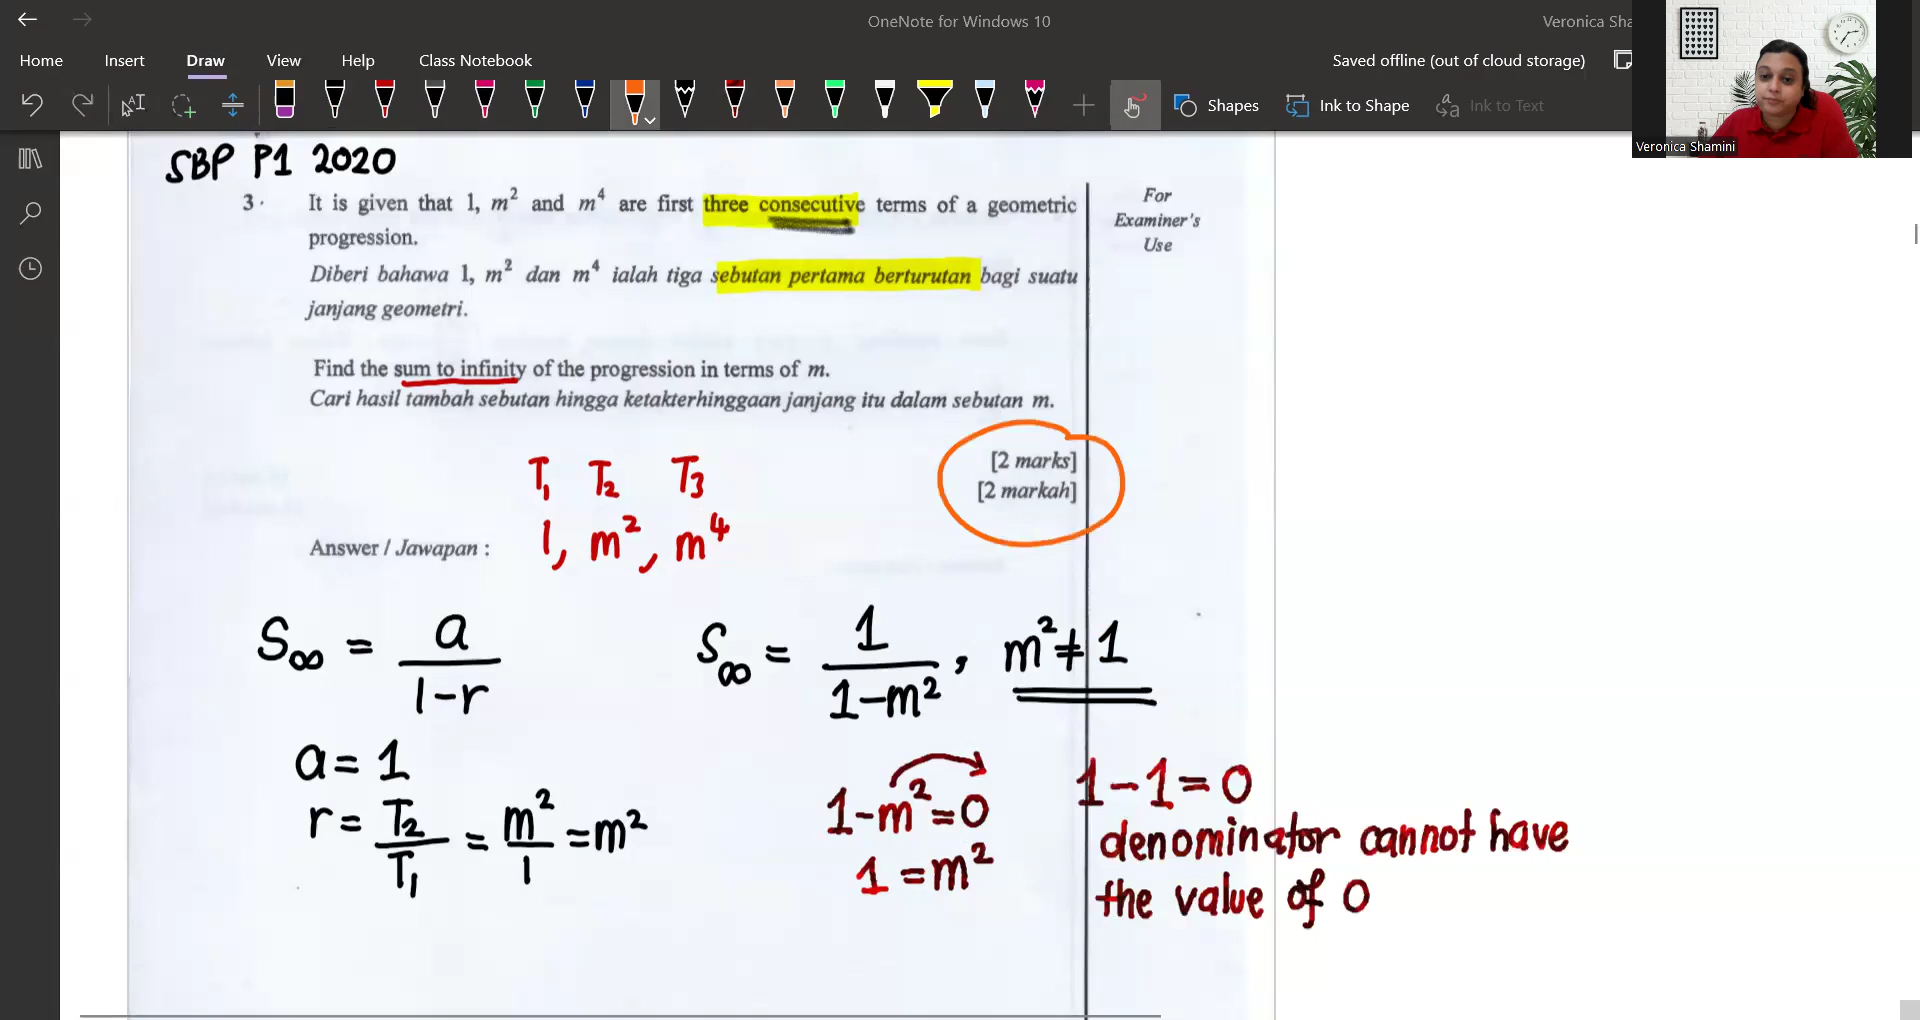 OneNote for Windows 10
Veronica Sha
Home Insert Draw View Help Class Notebook
Saved offline (out of cloud storage)
Shapes Ink to Shape Ink to Text
Veronica Shamini
SBP P1 2020
3. It is given that 1, m² and m⁴ are first three consecutive terms of a geometric
progression.
Diberi bahawa 1, m² dan m⁴ ialah tiga sebutan pertama berturutan bagi suatu
janjang geometri.
For
Examiner's
Use
Find the sum to infinity of the progression in terms of m.
Cari hasil tambah sebutan hingga ketakterhinggaan janjang itu dalam sebutan m.
[2 marks]
[2 markah]
T₁ T₂ T₃
Answer / Jawapan : 1, m², m⁴
S∞ = a/(1-r)
S∞ = 1/(1-m²), m² ≠ 1
a = 1
r = T₂/T₁ = m²/1 = m²
1-m² = 0
1 = m²
1-1=0
denominator cannot have
the value of 0